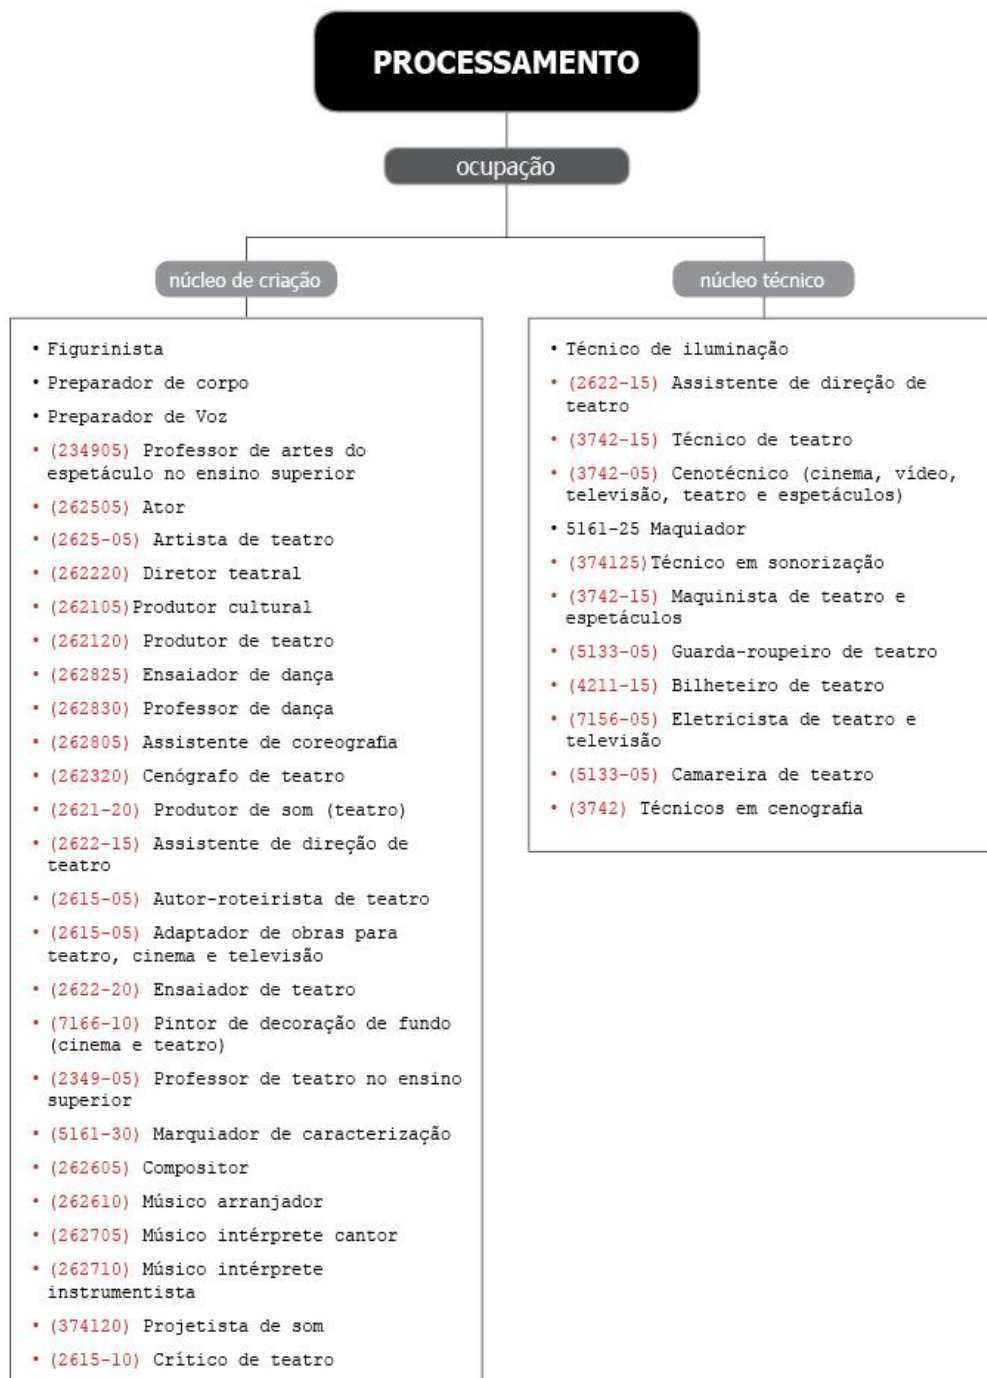 PROCESSAMENTO
ocupação
núcleo de criação
• Figurinista
• Preparador de corpo
• Preparador de Voz
• (234905) Professor de artes do
espetáculo no ensino superior
• (262505) Ator
• (2625-05) Artista de teatro
• (262220) Diretor teatral
• (262105)Produtor cultural
• (262120) Produtor de teatro
• (262825) Ensaiador de dança
• (262830) Professor de dança
• (262805) Assistente de coreografia
• (262320) Cenógrafo de teatro
• (2621-20) Produtor de som (teatro)
• (2622-15) Assistente de direção de
teatro
• (2615-05) Autor-roteirista de teatro
• (2615-05) Adaptador de obras para
teatro, cinema e televisão
• (2622-20) Ensaiador de teatro
• (7166-10) Pintor de decoração de fundo
(cinema e teatro)
• (2349-05) Professor de teatro no ensino
superior
• (5161-30) Marquiador de caracterização
• (262605) Compositor
• (262610) Músico arranjador
• (262705) Músico intérprete cantor
• (262710) Músico intérprete
instrumentista
• (374120) Projetista de som
• (2615-10) Crítico de teatro
núcleo técnico
• Técnico de iluminação
• (2622-15) Assistente de direção de
teatro
• (3742-15) Técnico de teatro
• (3742-05) Cenotécnico (cinema, vídeo,
televisão, teatro e espetáculos)
• 5161-25 Maquiador
• (374125)Técnico em sonorização
• (3742-15) Maquinista de teatro e
espetáculos
• (5133-05) Guarda-roupeiro de teatro
• (4211-15) Bilheteiro de teatro
• (7156-05) Eletricista de teatro e
televisão
• (5133-05) Camareira de teatro
• (3742) Técnicos em cenografia